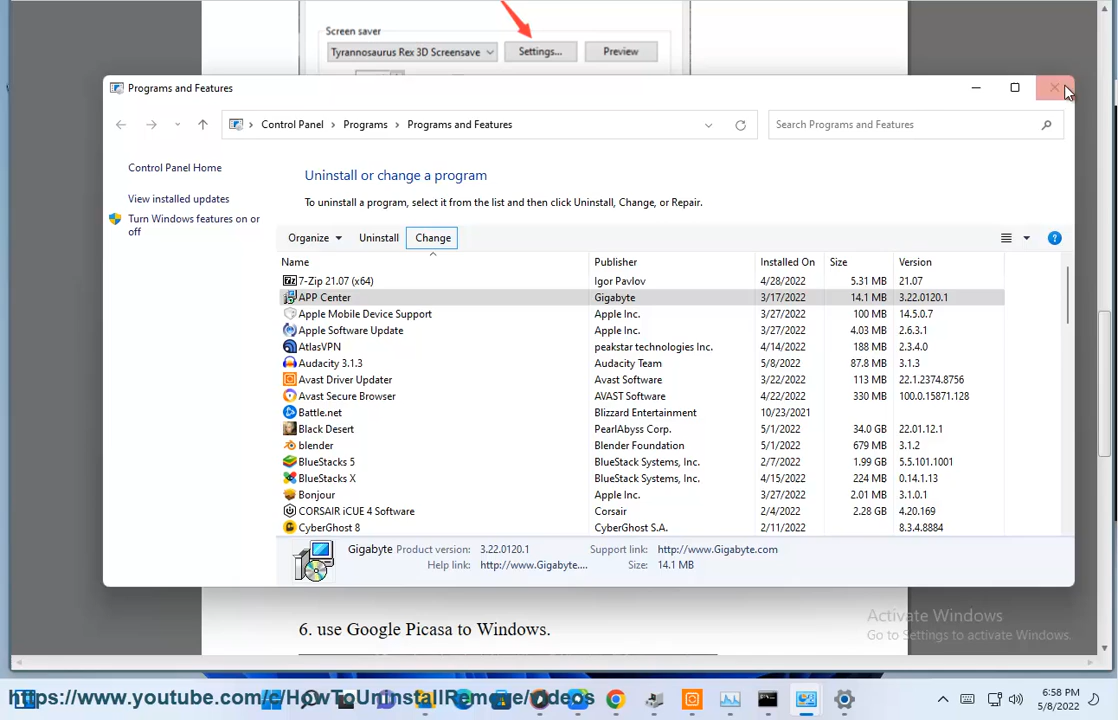 Screen saver
Tyrannosaurus Rex 3D Screensave
Settings...
Preview
Programs and Features
Control Panel
Programs
Programs and Features
Search Programs and Features
Control Panel Home
View installed updates
Turn Windows features on or
off
Uninstall or change a program
To uninstall a program, select it from the list and then click Uninstall, Change, or Repair.
Organize Uninstall Change
Name Publisher Installed On Size Version
7-Zip 21.07 (x64) Igor Pavlov 4/28/2022 5.31 MB 21.07
APP Center Gigabyte 3/17/2022 14.1 MB 3.22.0120.1
Apple Mobile Device Support Apple Inc. 3/27/2022 100 MB 14.5.0.7
Apple Software Update Apple Inc. 3/27/2022 4.03 MB 2.6.3.1
AtlasVPN peakstar technologies Inc. 4/14/2022 188 MB 2.3.4.0
Audacity 3.1.3 Audacity Team 5/8/2022 87.8 MB 3.1.3
Avast Driver Updater Avast Software 3/22/2022 113 MB 22.1.2374.8756
Avast Secure Browser AVAST Software 4/22/2022 330 MB 100.0.15871.128
Battle.net Blizzard Entertainment 10/23/2021
Black Desert PearlAbyss Corp. 5/1/2022 34.0 GB 22.01.12.1
blender Blender Foundation 5/1/2022 679 MB 3.1.2
BlueStacks 5 BlueStack Systems, Inc. 2/7/2022 1.99 GB 5.5.101.1001
BlueStacks X BlueStack Systems, Inc. 4/15/2022 224 MB 0.14.1.13
Bonjour Apple Inc. 3/27/2022 2.01 MB 3.1.0.1
CORSAIR iCUE 4 Software Corsair 2/4/2022 2.28 GB 4.20.169
CyberGhost 8 CyberGhost S.A. 2/11/2022 8.3.4.8884
Gigabyte Product version: 3.22.0120.1 Support link: http://www.Gigabyte.com
Help link: http://www.Gigabyte.... Size: 14.1 MB
6. use Google Picasa to Windows.
Activate Windows
Go to Settings to activate Windows.
https://www.youtube.com/c/HowToUninstallRemove/videos
6:58 PM
5/8/2022